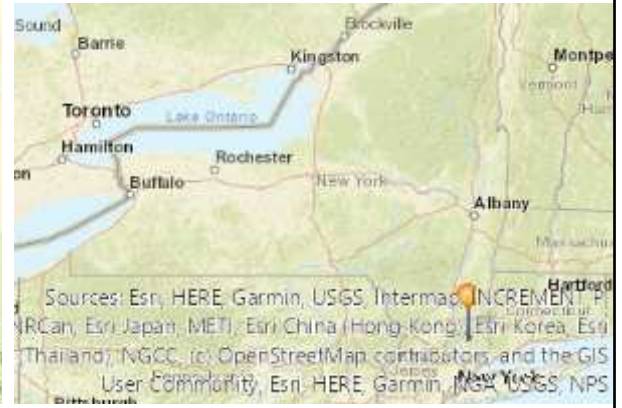 Sound
Barrie
Brockville
Kingston
Montpe
Vermont
Toronto
Lake Ontario
Hamilton
on
Rochester
Buffalo
New York
Albany
Massachu
Hartford
Sources: Esri, HERE, Garmin, USGS, Intermap, INCREMENT P,
NRCan, Esri Japan, METI, Esri China (Hong Kong), Esri Korea, Esri
(Thailand), NGCC, (c) OpenStreetMap contributors, and the GIS
User Community, Esri, HERE, Garmin, NGA, USGS, NPS
Connecticut
Pennsylvania
New York
Pittsburgh